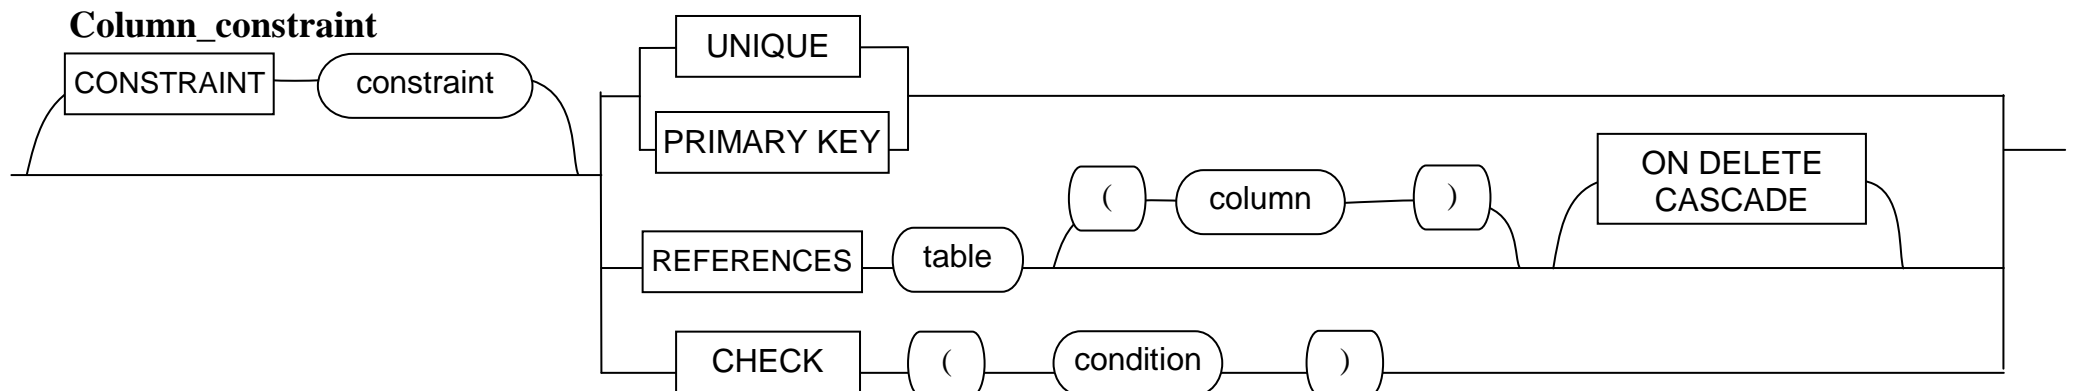 Column_constraint
CONSTRAINT constraint
UNIQUE
PRIMARY KEY
REFERENCES table ( column ) ON DELETE CASCADE
CHECK ( condition )